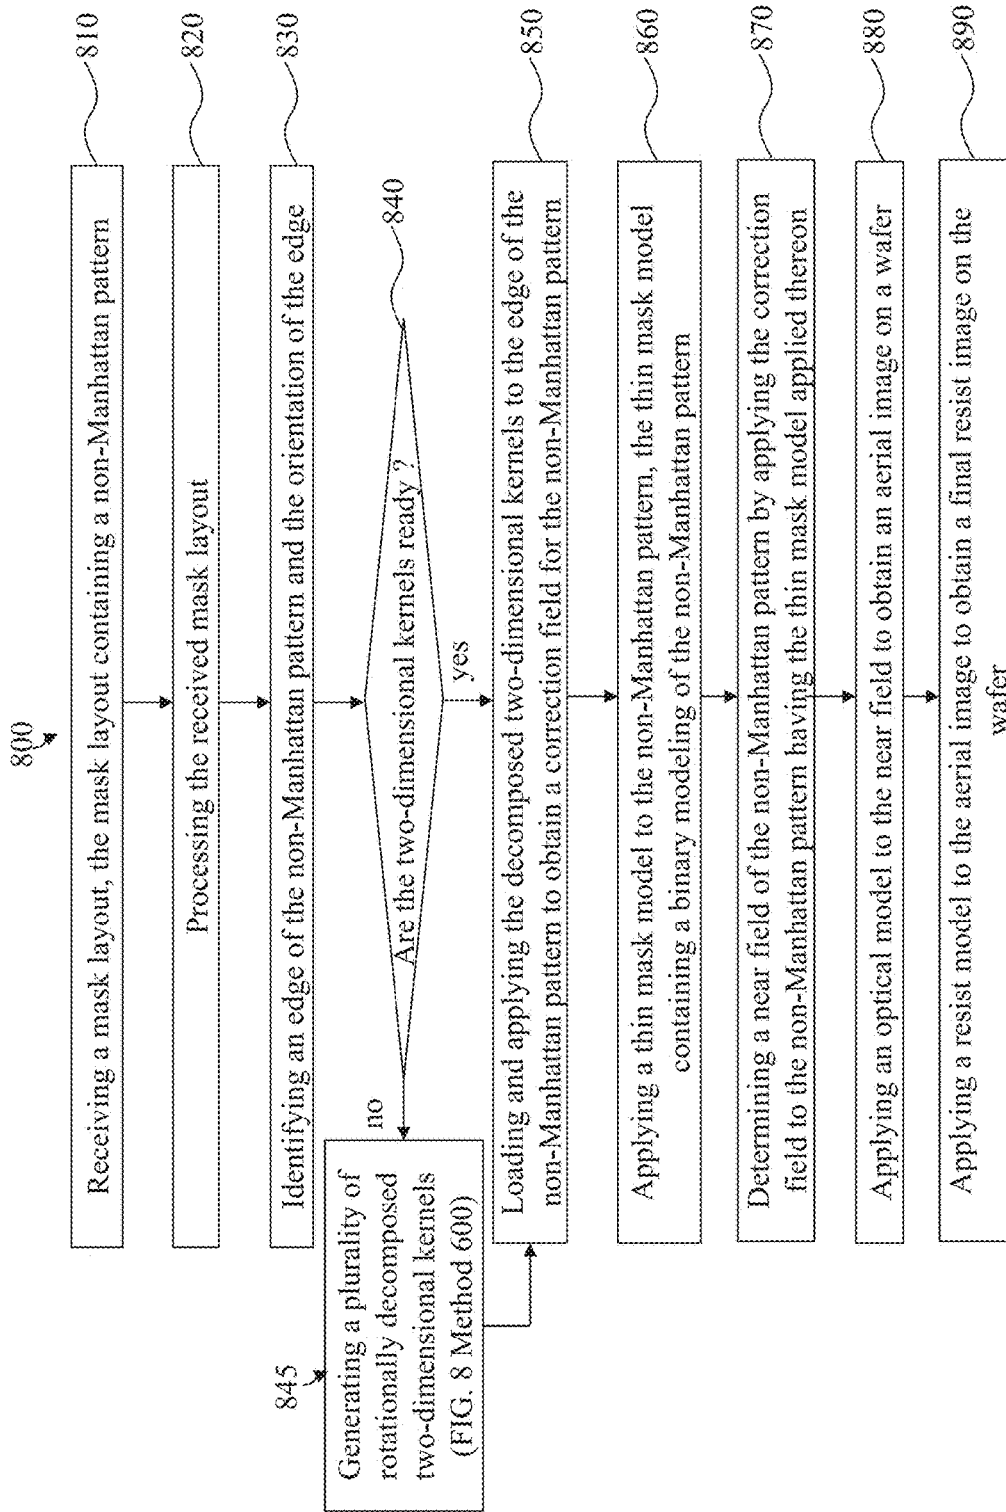 800
Receiving a mask layout, the mask layout containing a non-Manhattan pattern
810
Processing the received mask layout
820
Identifying an edge of the non-Manhattan pattern and the orientation of the edge
830
Are the two-dimensional kernels ready ?
840
no
yes
845
Generating a plurality of
rotationally decomposed
two-dimensional kernels
(FIG. 8 Method 600)
Loading and applying the decomposed two-dimensional kernels to the edge of the
non-Manhattan pattern to obtain a correction field for the non-Manhattan pattern
850
Applying a thin mask model to the non-Manhattan pattern, the thin mask model
containing a binary modeling of the non-Manhattan pattern
860
Determining a near field of the non-Manhattan pattern by applying the correction
field to the non-Manhattan pattern having the thin mask model applied thereon
870
Applying an optical model to the near field to obtain an aerial image on a wafer
880
Applying a resist model to the aerial image to obtain a final resist image on the
wafer
890